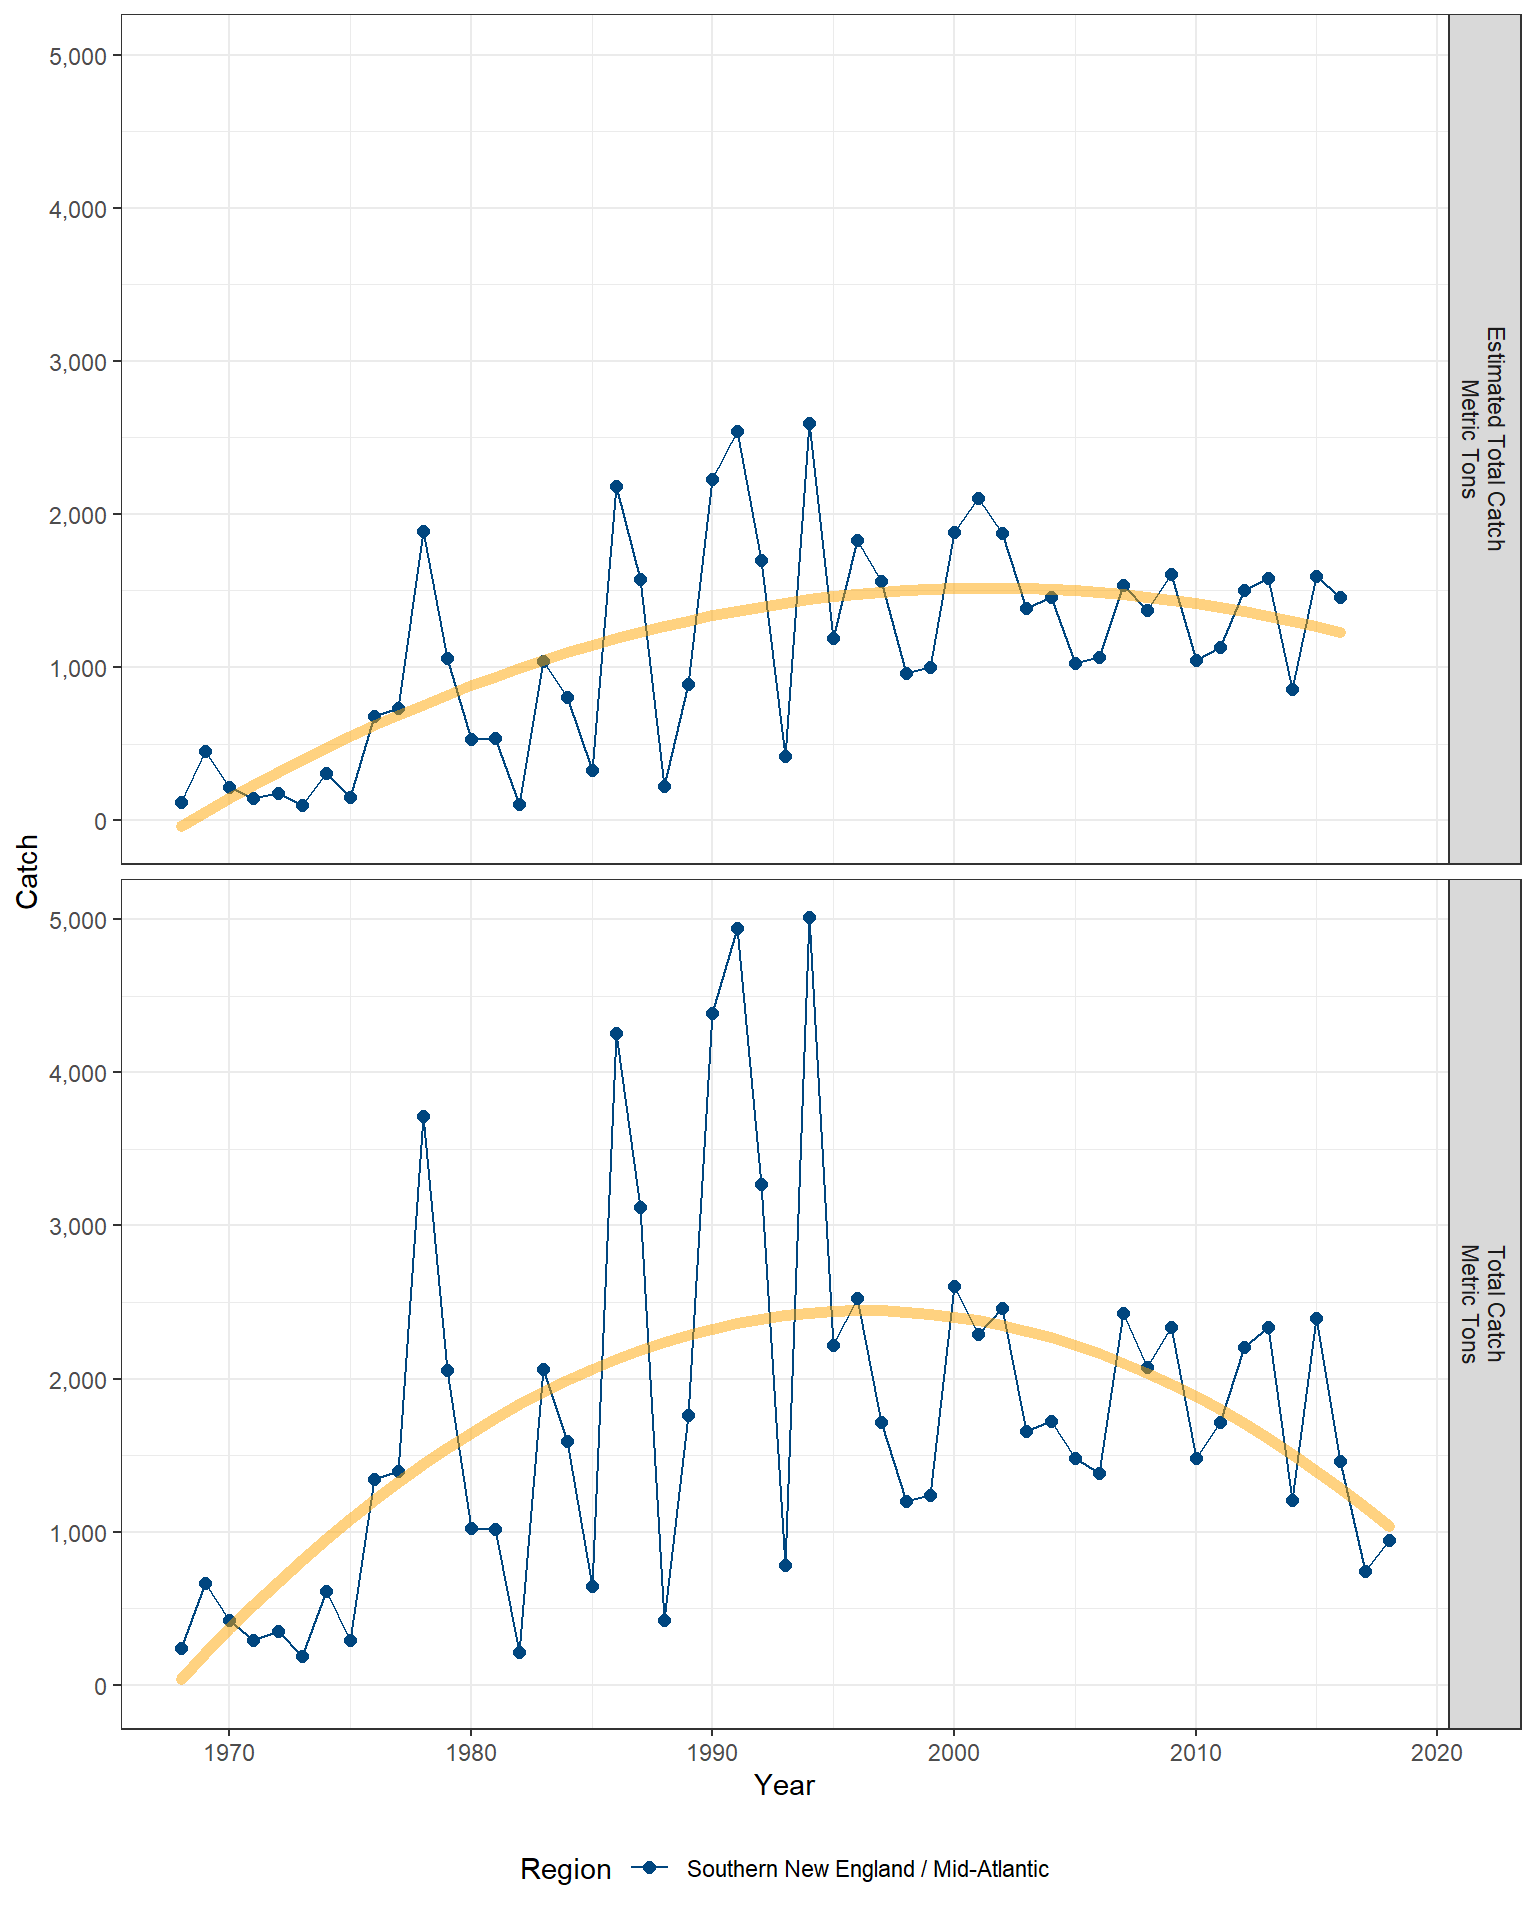 5,000
4,000
3,000
2,000
1,000
0
Estimated Total Catch
Metric Tons
Catch
5,000
4,000
3,000
2,000
1,000
0
Total Catch
Metric Tons
1970 1980 1990 2000 2010 2020
Year
Region Southern New England / Mid-Atlantic